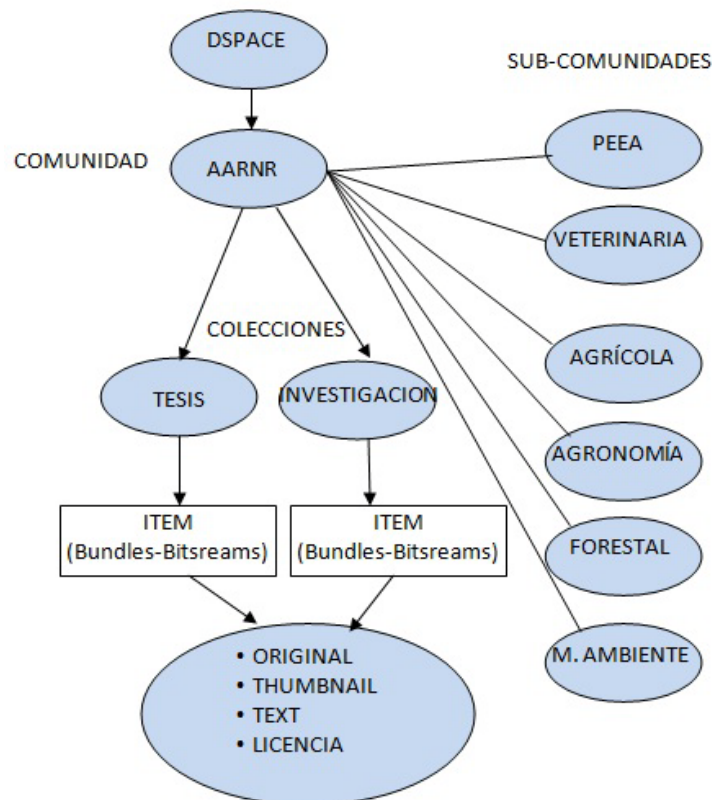 DSPACE
SUB-COMUNIDADES
COMUNIDAD
AARNR
PEEA
VETERINARIA
COLECCIONES
AGRÍCOLA
TESIS
INVESTIGACION
AGRONOMÍA
ITEM
(Bundles-Bitsreams)
ITEM
(Bundles-Bitsreams)
FORESTAL
M. AMBIENTE
• ORIGINAL
• THUMBNAIL
• TEXT
• LICENCIA